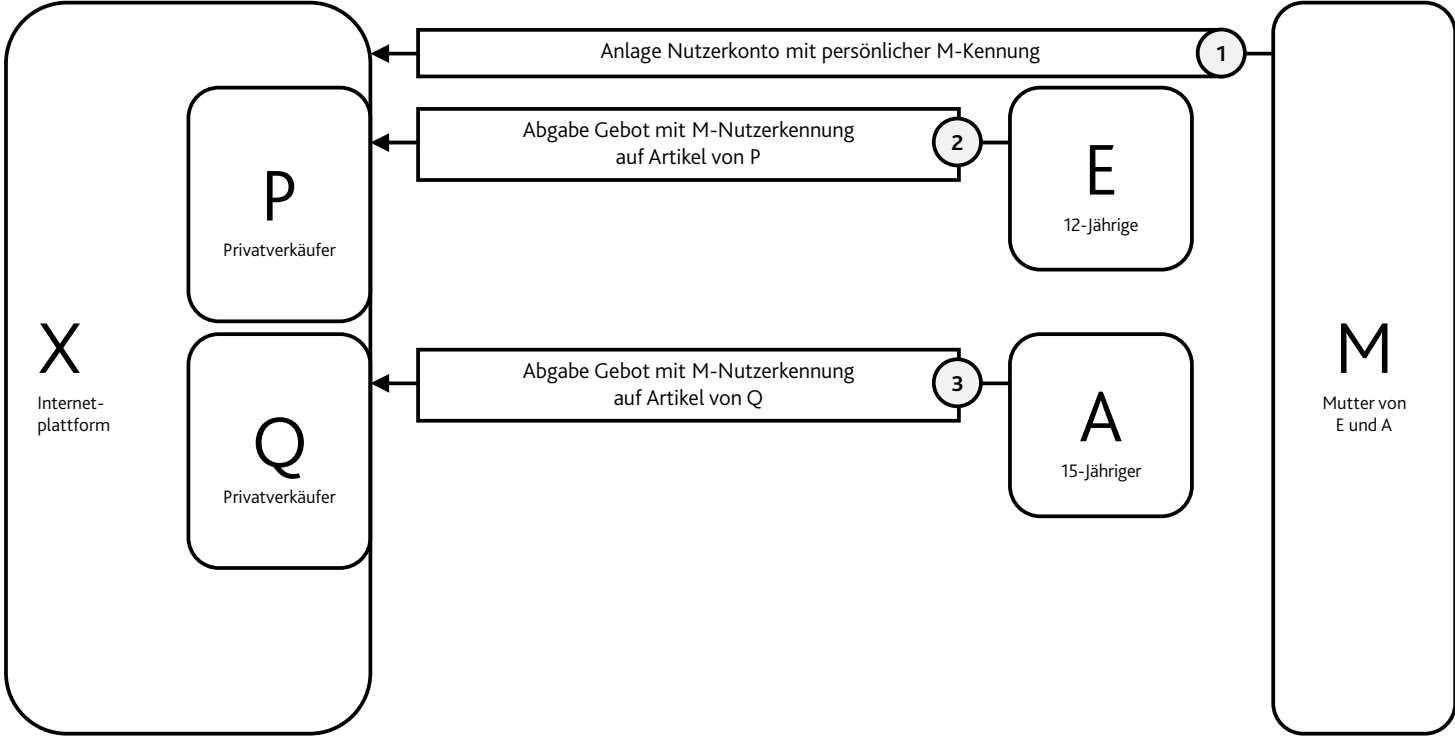 Anlage Nutzerkonto mit persönlicher M-Kennung
1
Abgabe Gebot mit M-Nutzerkennung
auf Artikel von P
2
P
Privatverkäufer
E
12-Jährige
X
Internet-
plattform
Q
Privatverkäufer
Abgabe Gebot mit M-Nutzerkennung
auf Artikel von Q
3
A
15-Jähriger
M
Mutter von
E und A